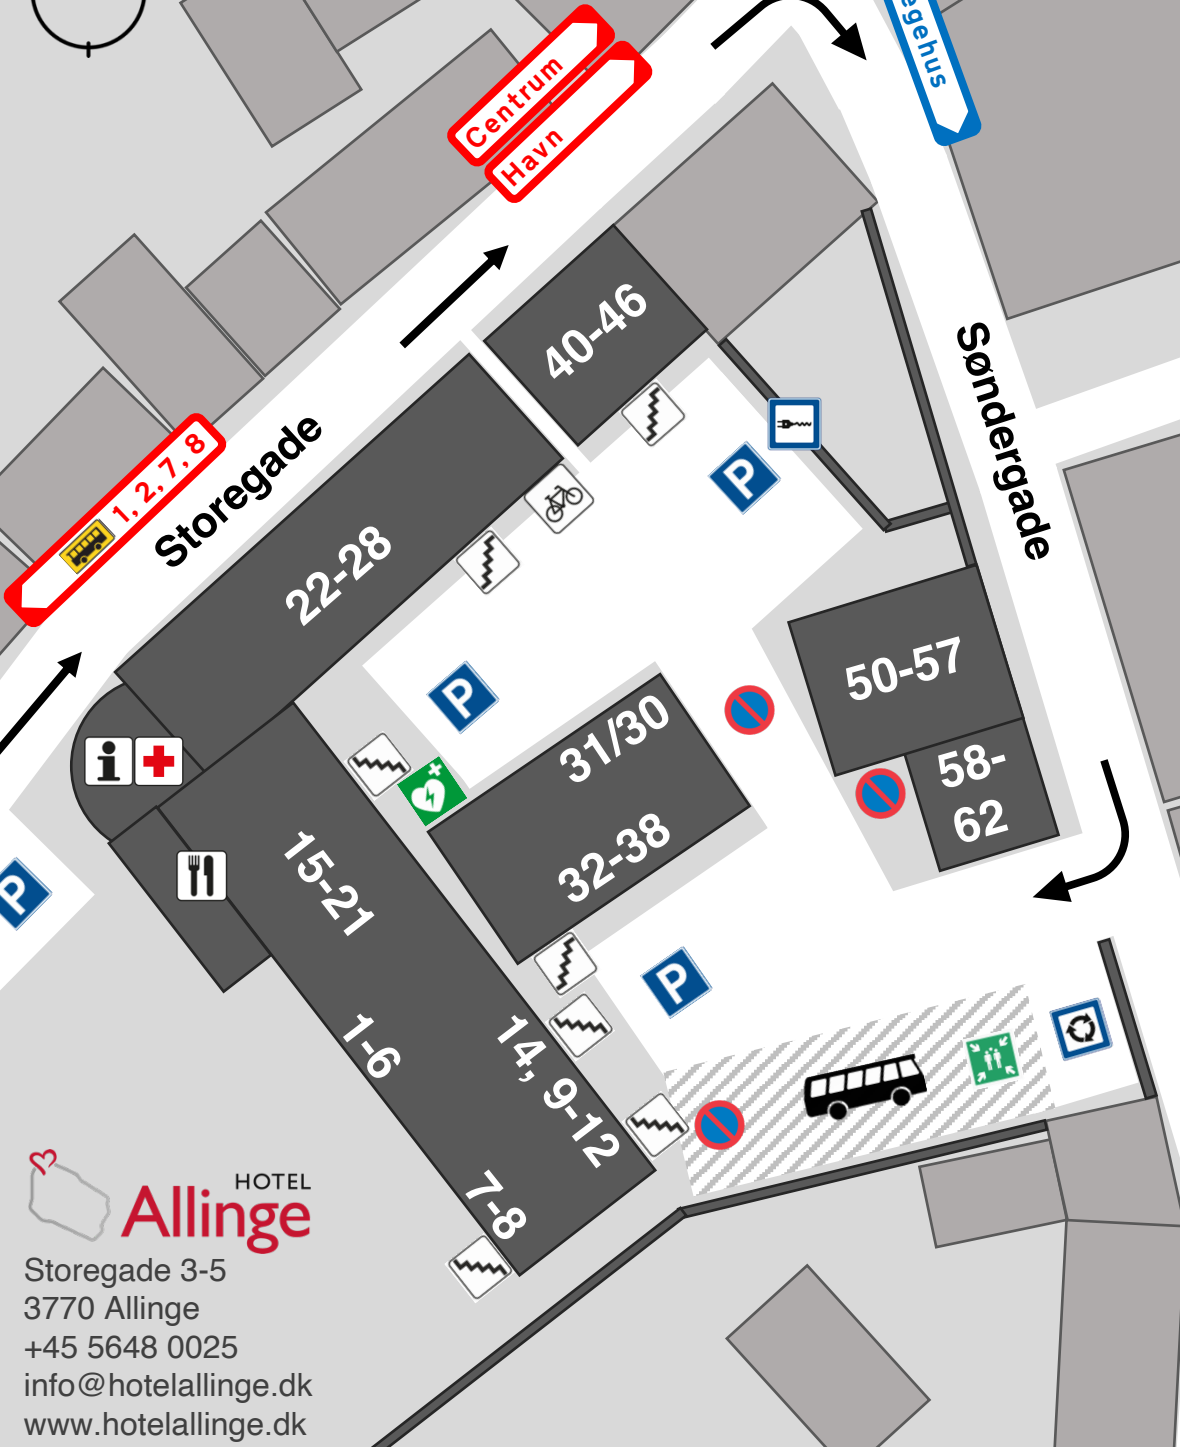 egehus
Centrum
Havn
40-46
Søndergade
1, 2, 7, 8
Storegade
22-28
P
50-57
P
31/30
58-
62
i
15-21
32-38
P
P
14, 9-12
1-6
7-8
HOTEL
Allinge
Storegade 3-5
3770 Allinge
+45 5648 0025
info@hotelallinge.dk
www.hotelallinge.dk